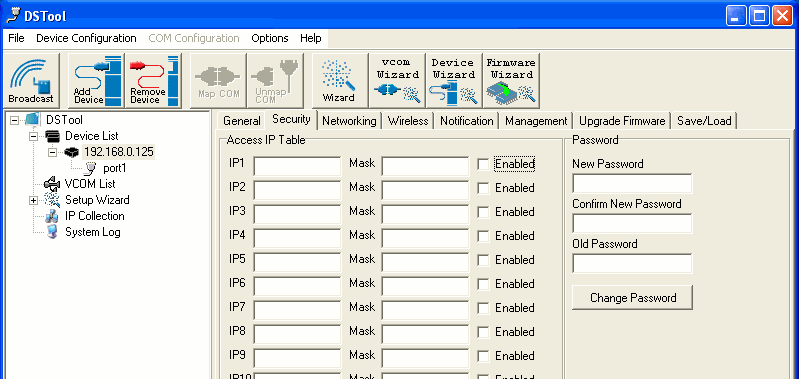 DSTool
File Device Configuration COM Configuration Options Help
Broadcast Add Device Remove Device Map COM Unmap COM Wizard vcom Wizard Device Wizard Firmware Wizard
DSTool
Device List
192.168.0.125
port1
VCOM List
Setup Wizard
IP Collection
System Log
General Security Networking Wireless Notification Management Upgrade Firmware Save/Load
Access IP Table
IP1 Mask Enabled
IP2 Mask Enabled
IP3 Mask Enabled
IP4 Mask Enabled
IP5 Mask Enabled
IP6 Mask Enabled
IP7 Mask Enabled
IP8 Mask Enabled
IP9 Mask Enabled
IP10 Mask Enabled
Password
New Password
Confirm New Password
Old Password
Change Password